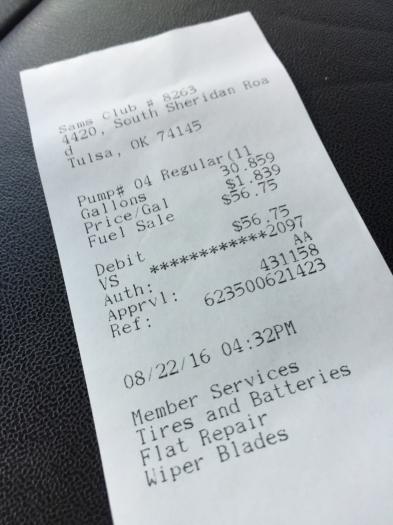 Sams Club # 8263
4420, South Sheridan Roa
d
Tulsa, OK 74145
Pump# 04 Regular(11
Gallons 30.859
Price/Gal $1.839
Fuel Sale $56.75
Debit $56.75
VS ************2097
Auth: AA
Apprvl: 431158
Ref: 623500621423
08/22/16 04:32PM
Member Services
Tires and Batteries
Flat Repair
Wiper Blades